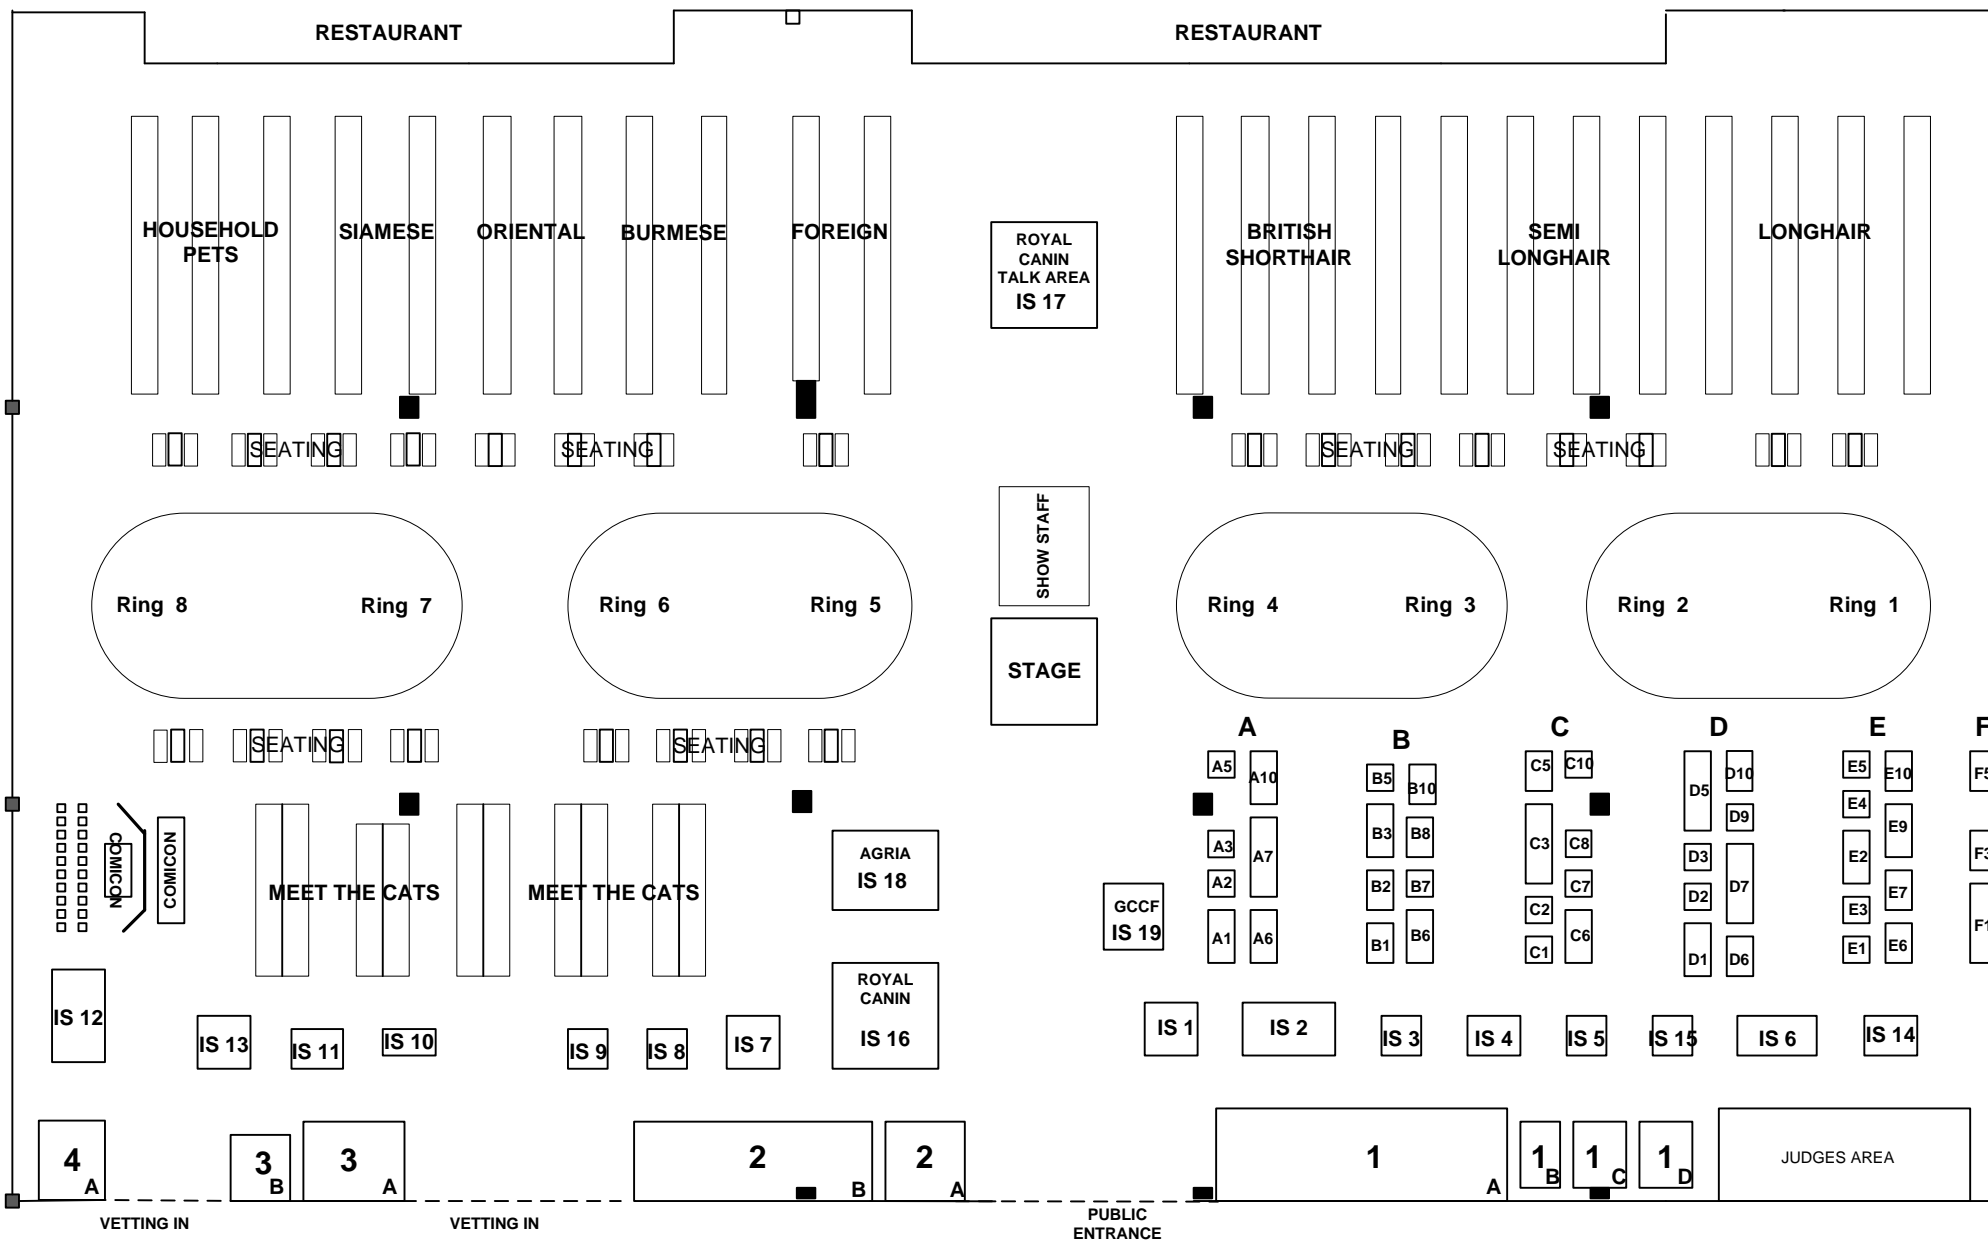 RESTAURANT
RESTAURANT
HOUSEHOLD
PETS
SIAMESE
ORIENTAL
BURMESE
FOREIGN
ROYAL
CANIN
TALK AREA
IS 17
BRITISH
SHORTHAIR
SEMI
LONGHAIR
LONGHAIR
SEATING
SEATING
SEATING
SEATING
SHOW STAFF
Ring 8
Ring 7
Ring 6
Ring 5
Ring 4
Ring 3
Ring 2
Ring 1
STAGE
SEATING
SEATING
A
B
C
D
E
F
COMICON
COMICON
MEET THE CATS
MEET THE CATS
AGRIA
IS 18
GCCF
IS 19
A5
A10
A3
A7
A2
A1
A6
B5
B10
B3
B8
B2
B7
B1
B6
C5
C10
C3
C8
C7
C2
C6
C1
D10
D5
D9
D3
D7
D2
D1
D6
E5
E10
E4
E9
E2
E7
E3
E1
E6
F5
F3
F1
IS 12
IS 13
IS 11
IS 10
IS 9
IS 8
IS 7
ROYAL
CANIN
IS 16
IS 1
IS 2
IS 3
IS 4
IS 5
IS 15
IS 6
IS 14
4
A
3
B
3
A
2
B
2
A
1
A
1
B
1
C
1
D
JUDGES AREA
VETTING IN
VETTING IN
PUBLIC
ENTRANCE